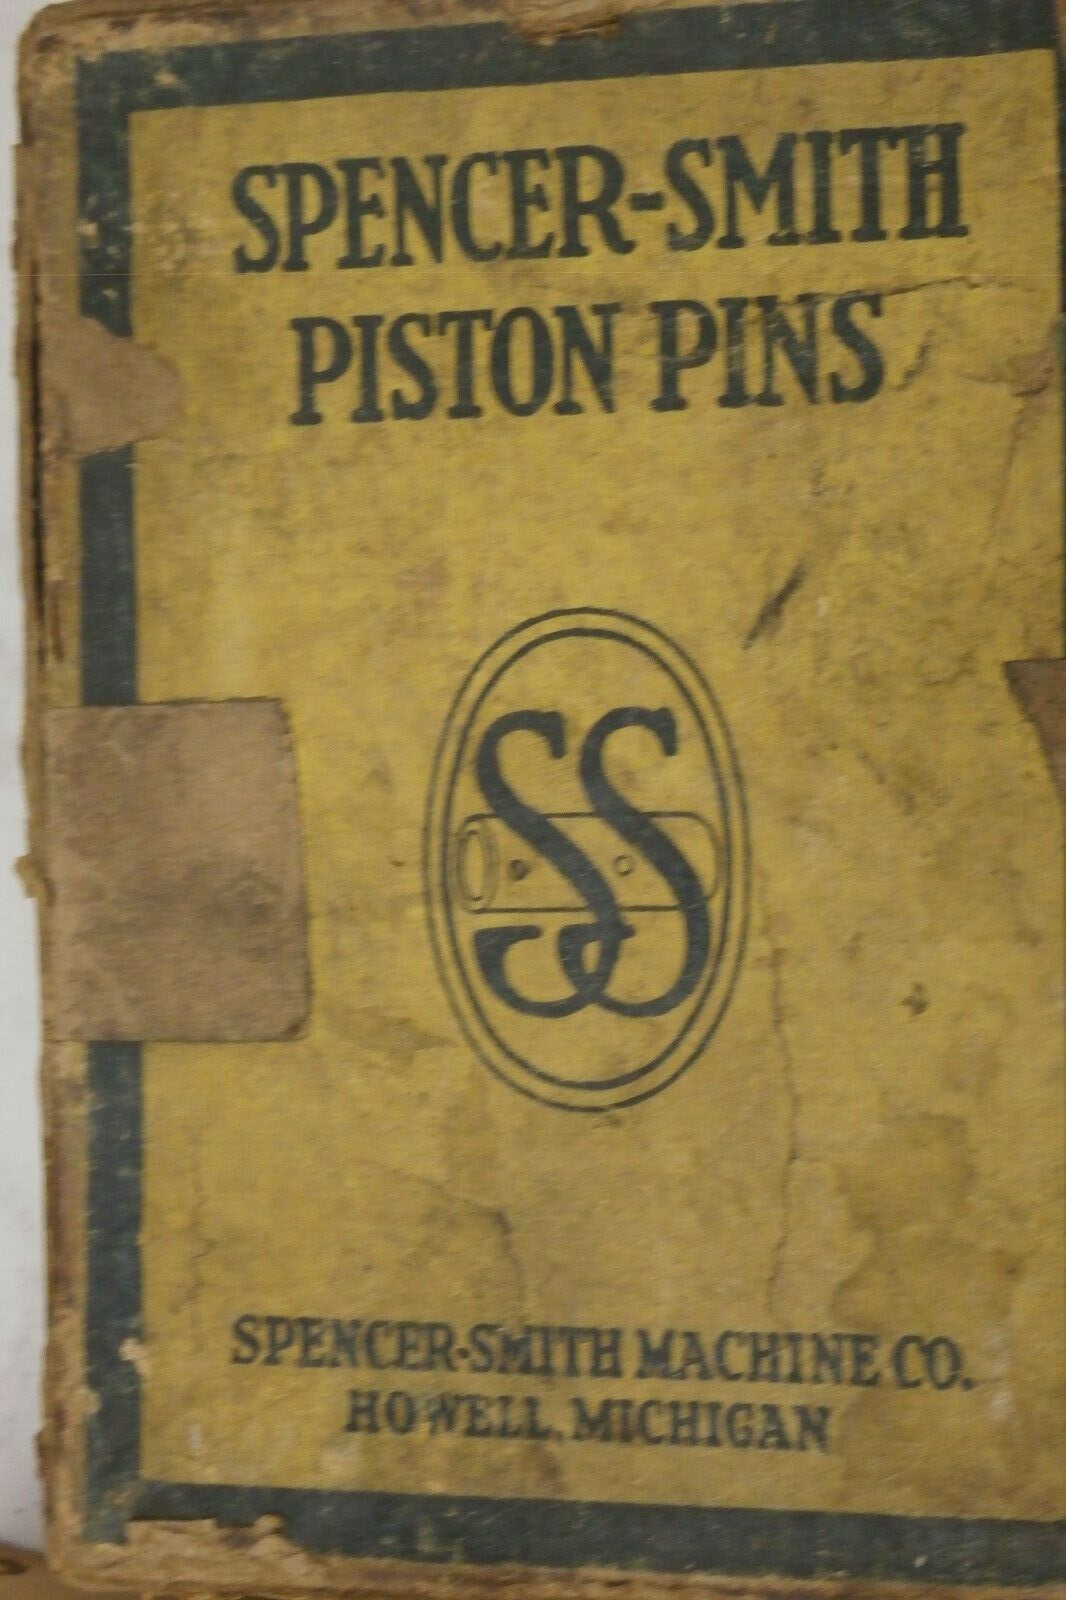 SPENCER-SMITH
PISTON PINS
SS
SPENCER-SMITH MACHINE CO.
HOWELL, MICHIGAN